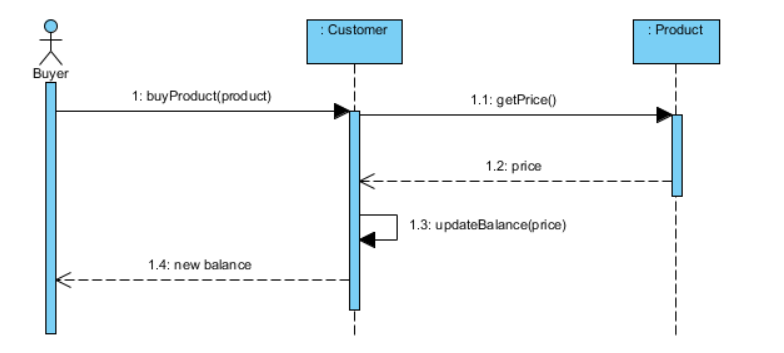 : Customer
: Product
Buyer
1: buyProduct(product)
1.1: getPrice()
1.2: price
1.3: updateBalance(price)
1.4: new balance